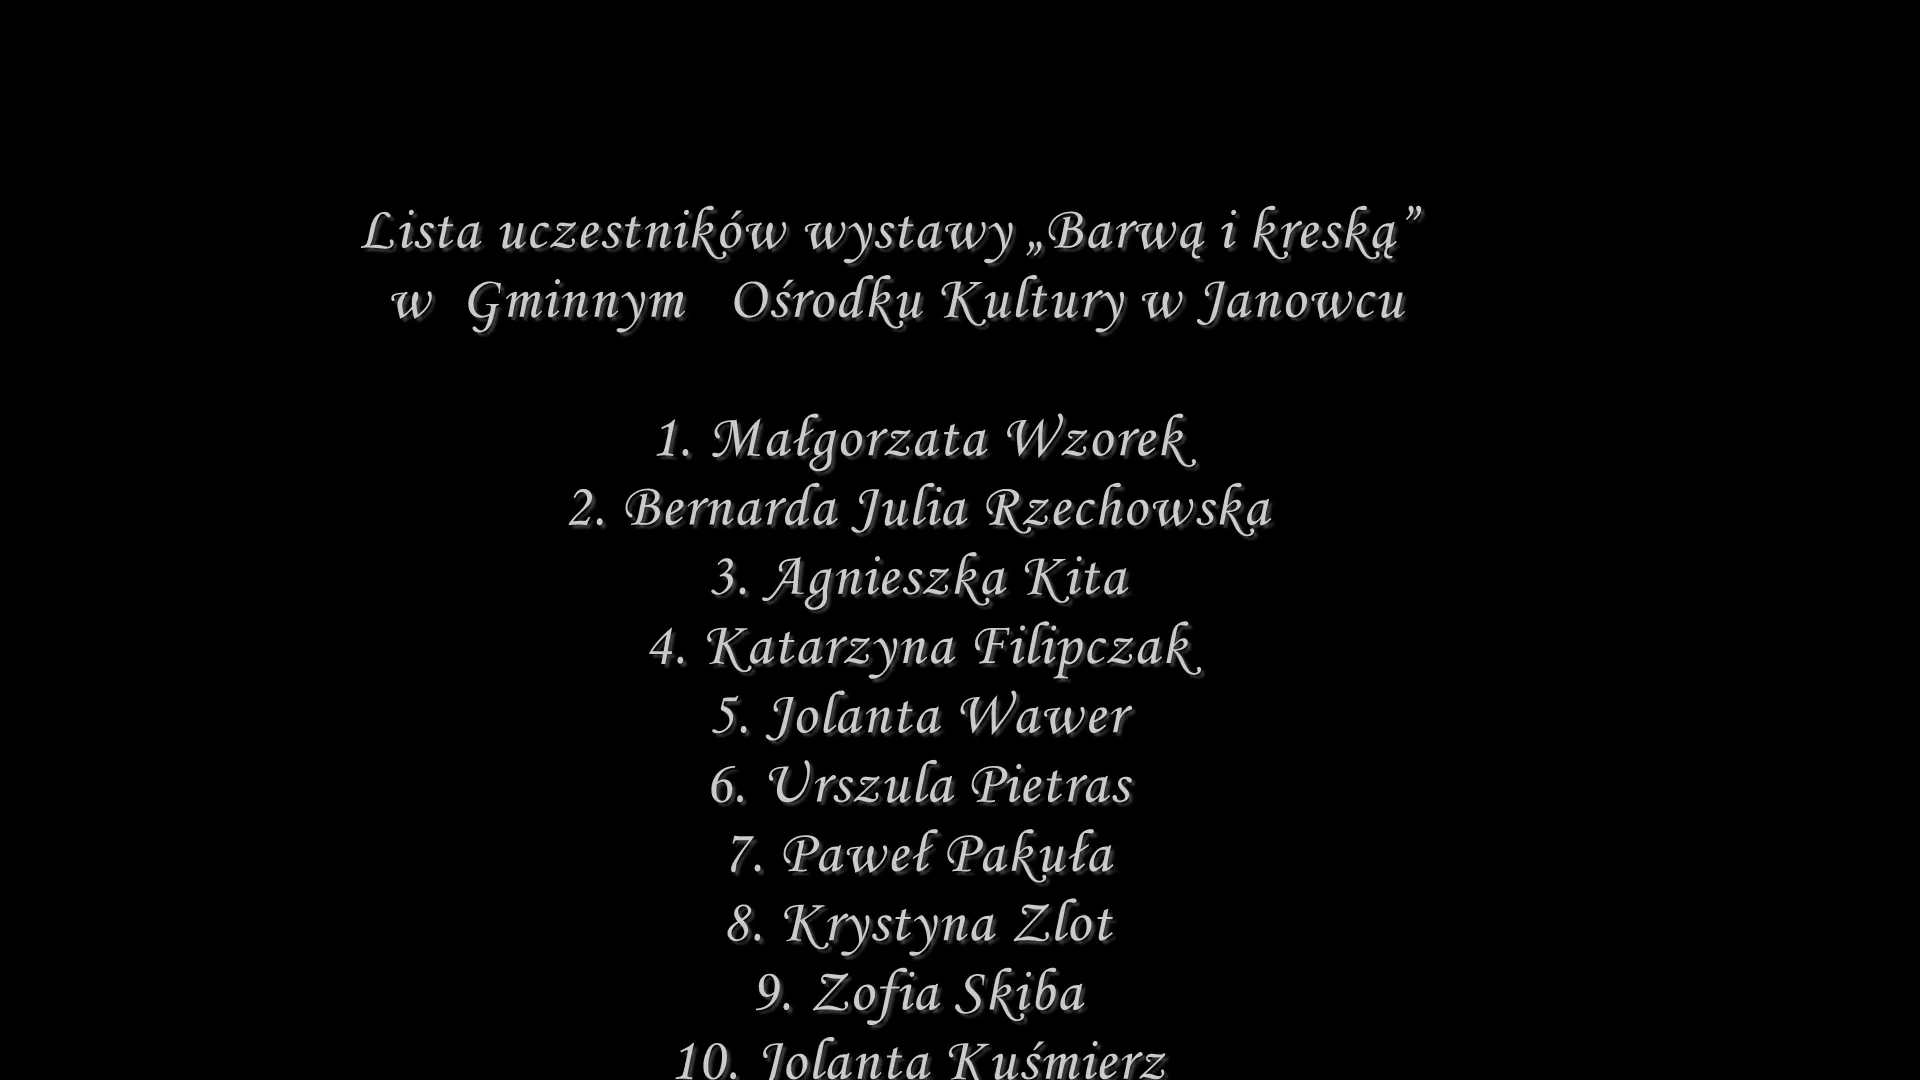 Lista uczestników wystawy „Barwą i kreską”
w Gminnym Ośrodku Kultury w Janowcu
1. Małgorzata Wzorek
2. Bernarda Julia Rzechowska
3. Agnieszka Kita
4. Katarzyna Filipczak
5. Jolanta Wawer
6. Urszula Pietras
7. Paweł Pakuła
8. Krystyna Zlot
9. Zofia Skiba
10. Jolanta Kuśmierz